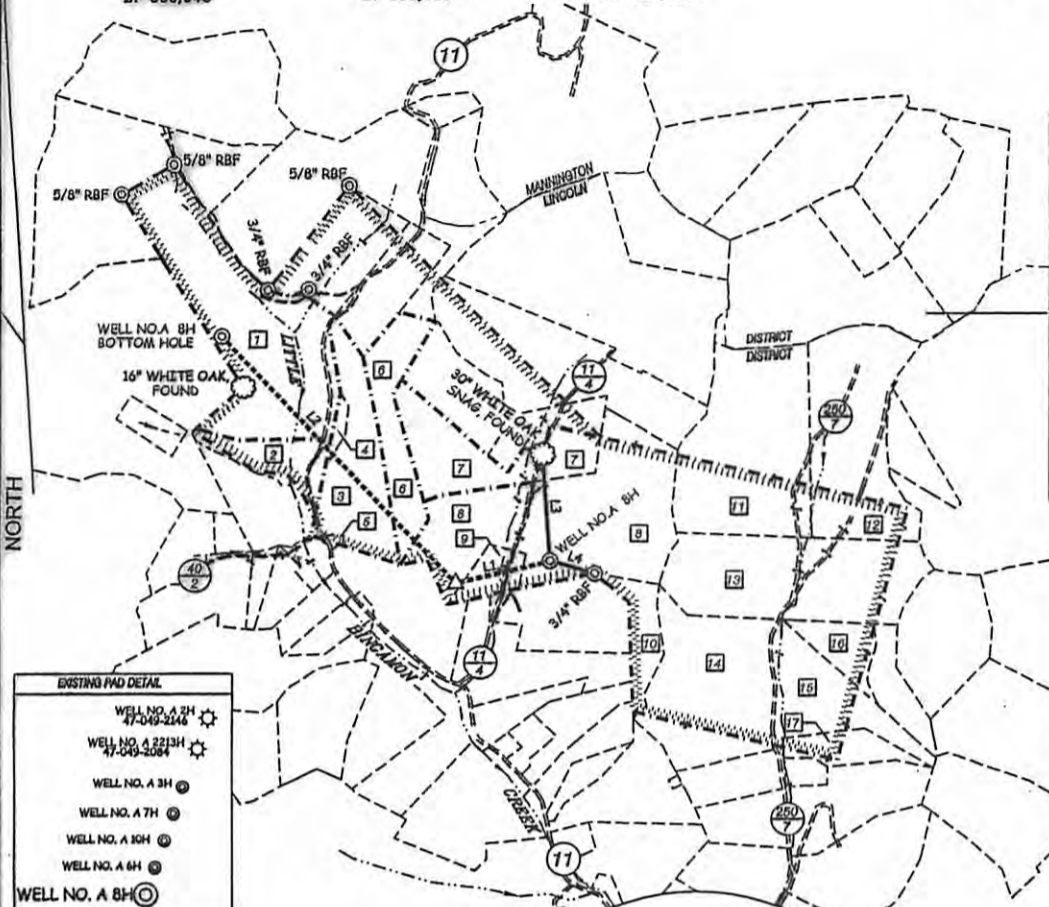 11
5/8" RBF
5/8" RBF
5/8" RBF
MANNINGTON
LINCOLN
3/4" RBF
3/4" RBF
WELL NO.A 8H
BOTTOM HOLE
1
LITTLE
16" WHITE OAK
FOUND
6
11
4
DISTRICT
DISTRICT
30" WHITE OAK
SNAG FOUND
250
7
L2
4
2
7
7
3
6
8
L3
11
12
5
9
WELL NO.A 8H
8
NORTH
40
2
L4
13
3/4" RBF
BINGAMON
10
11
4
14
16
15
17
CREEK
250
7
11
EXISTING PAD DETAIL
WELL NO. A 2H
47-049-2146
WELL NO. A 2213H
47-049-2084
WELL NO. A 3H
WELL NO. A 7H
WELL NO. A 10H
WELL NO. A 6H
WELL NO. A 8H